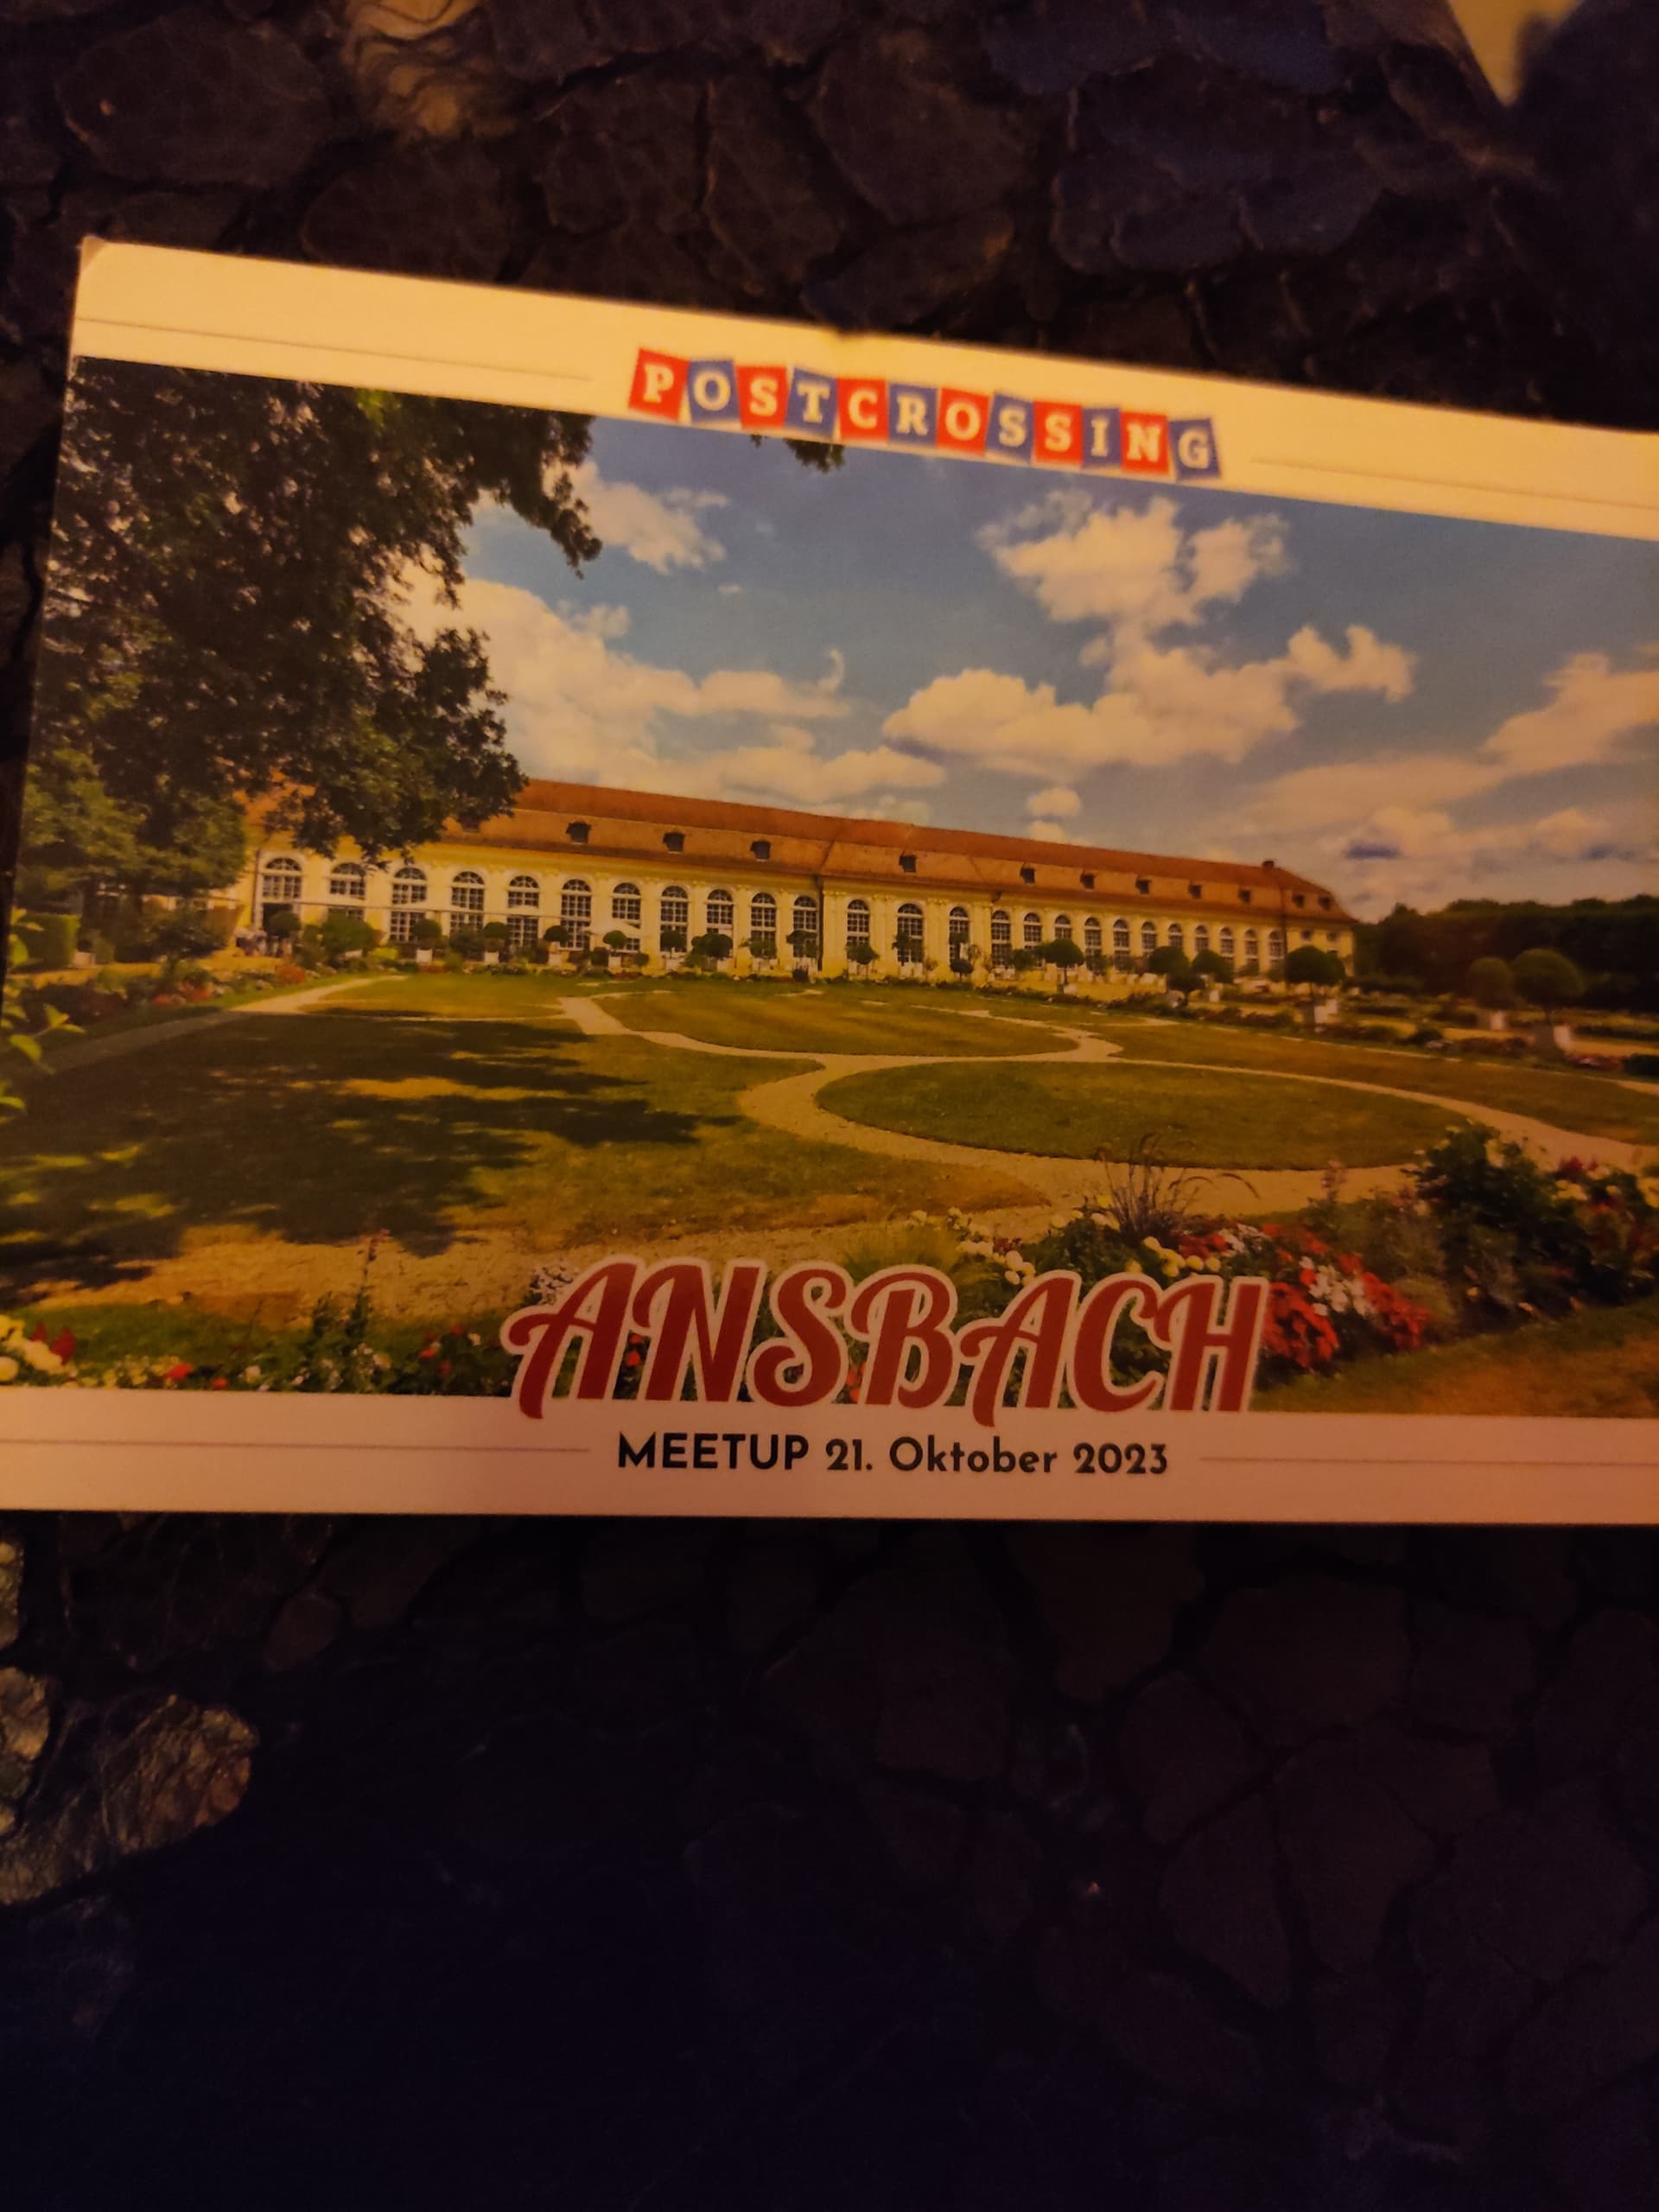 POSTCROSSING
ANSBACH
MEETUP 21. Oktober 2023